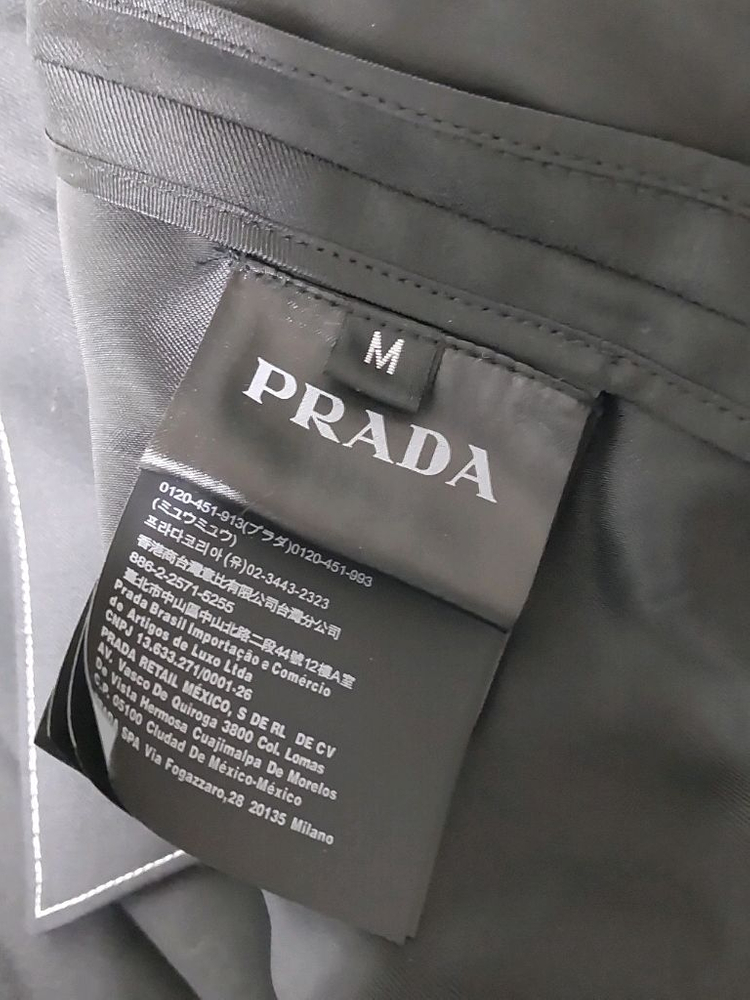 M
PRADA
0120-451-913(プラダ)0120-451-993
(ミュウミュウ)
프라다코리아(유)02-3443-2323
香港商台灣普比有限公司台灣分公司
886-2-2571-5255
臺北市中山區中山北路二段44號12樓A室
Prada Brasil Importação e Comércio
de Artigos de Luxo Ltda
CNPJ 13.633.271/0001-26
PRADA RETAIL MÉXICO, S DE RL DE CV
AV. Vasco De Quiroga 3800 Col. Lomas
De Vista Hermosa Cuajimalpa De Morelos
C.P. 05100 Ciudad De México-México
SPA Via Fogazzaro,28 20135 Milano